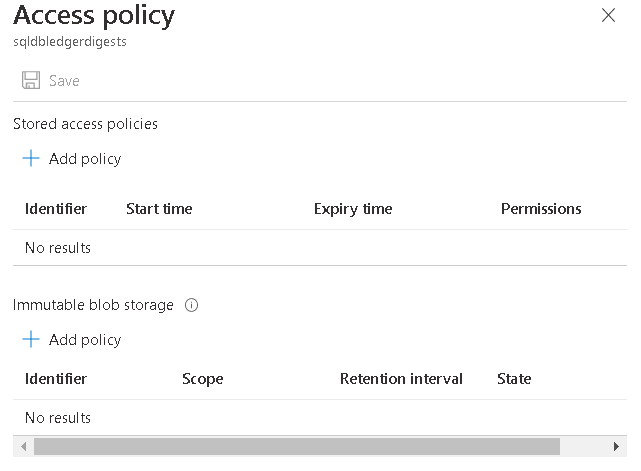 Access policy
sqldbledgerdigests
Save
Stored access policies
Add policy
Identifier Start time Expiry time Permissions
No results
Immutable blob storage
Add policy
Identifier Scope Retention interval State
No results